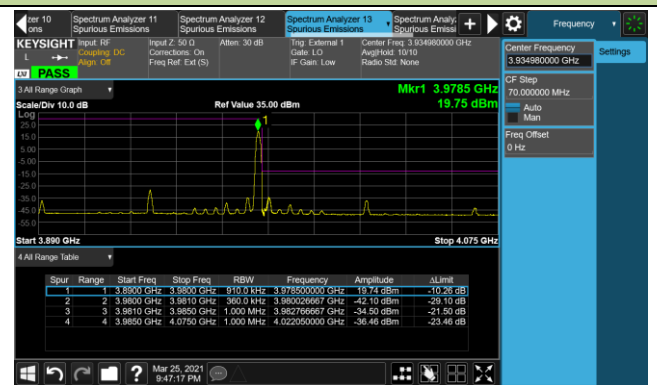 zer 10
ons
Spectrum Analyzer 11
Spurious Emissions
Spectrum Analyzer 12
Spurious Emissions
Spectrum Analyzer 13
Spurious Emissions
Spectrum Analyz
Spurious Emissi
Frequency
KEYSIGHT
L
LXI PASS
Input: RF
Coupling: DC
Align: Off
Input Z: 50 Ω
Corrections: On
Freq Ref: Ext (S)
Atten: 30 dB
Trig: External 1
Gate: LO
IF Gain: Low
Center Freq: 3.934980000 GHz
Avg|Hold: 10/10
Radio Std: None
Center Frequency
3.934980000 GHz
Settings
CF Step
70.000000 MHz
Auto
Man
Freq Offset
0 Hz
3 All Range Graph
Mkr1 3.9785 GHz
19.75 dBm
Scale/Div 10.0 dB
Ref Value 35.00 dBm
Log
25.0
15.0
5.00
-5.00
-15.0
-25.0
-35.0
-45.0
-55.0
1
Start 3.890 GHz
Stop 4.075 GHz
4 All Range Table
Spur Range Start Freq Stop Freq RBW Frequency Amplitude ΔLimit
1 1 3.8900 GHz 3.9800 GHz 910.0 kHz 3.978500000 GHz 19.74 dBm -10.26 dB
2 2 3.9800 GHz 3.9810 GHz 360.0 kHz 3.980026667 GHz -42.10 dBm -29.10 dB
3 3 3.9810 GHz 3.9850 GHz 1.000 MHz 3.982766667 GHz -34.50 dBm -21.50 dB
4 4 3.9850 GHz 4.0750 GHz 1.000 MHz 4.022050000 GHz -36.46 dBm -23.46 dB
?
Mar 25, 2021
9:47:17 PM